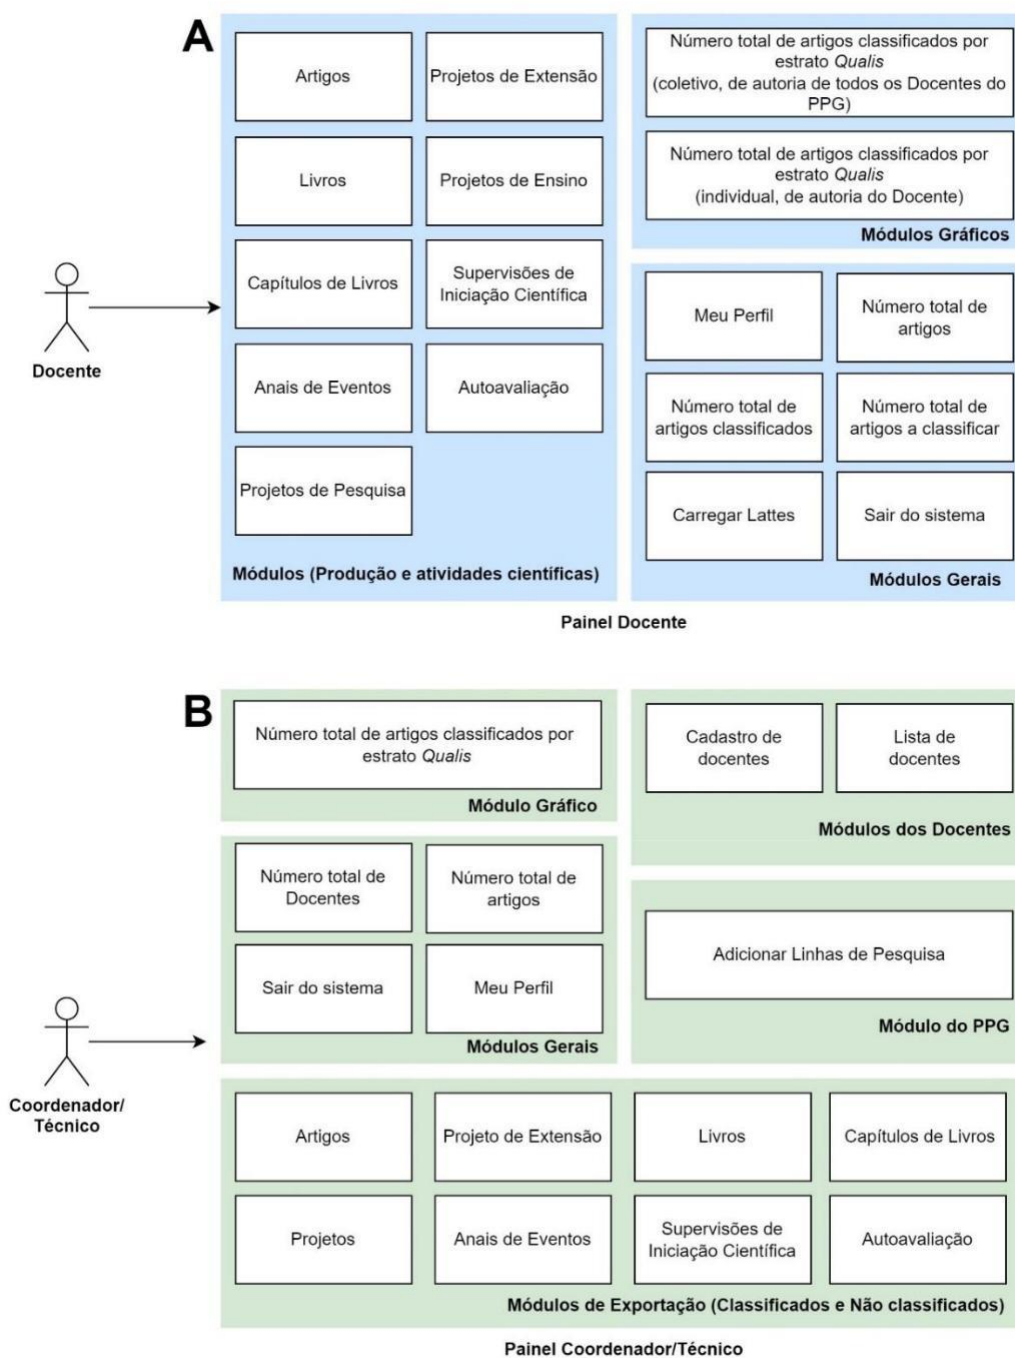 A
Artigos
Projetos de Extensão
Livros
Projetos de Ensino
Capítulos de Livros
Supervisões de
Iniciação Científica
Anais de Eventos
Autoavaliação
Projetos de Pesquisa
Módulos (Produção e atividades científicas)
Número total de artigos classificados por
estrato Qualis
(coletivo, de autoria de todos os Docentes do
PPG)
Número total de artigos classificados por
estrato Qualis
(individual, de autoria do Docente)
Módulos Gráficos
Meu Perfil
Número total de
artigos
Número total de
artigos classificados
Número total de
artigos a classificar
Carregar Lattes
Sair do sistema
Módulos Gerais
Docente
Painel Docente
B
Número total de artigos classificados por
estrato Qualis
Módulo Gráfico
Cadastro de
docentes
Lista de
docentes
Módulos dos Docentes
Número total de
Docentes
Número total de
artigos
Sair do sistema
Meu Perfil
Módulos Gerais
Adicionar Linhas de Pesquisa
Módulo do PPG
Coordenador/
Técnico
Artigos
Projeto de Extensão
Livros
Capítulos de Livros
Projetos
Anais de Eventos
Supervisões de
Iniciação Científica
Autoavaliação
Módulos de Exportação (Classificados e Não classificados)
Painel Coordenador/Técnico